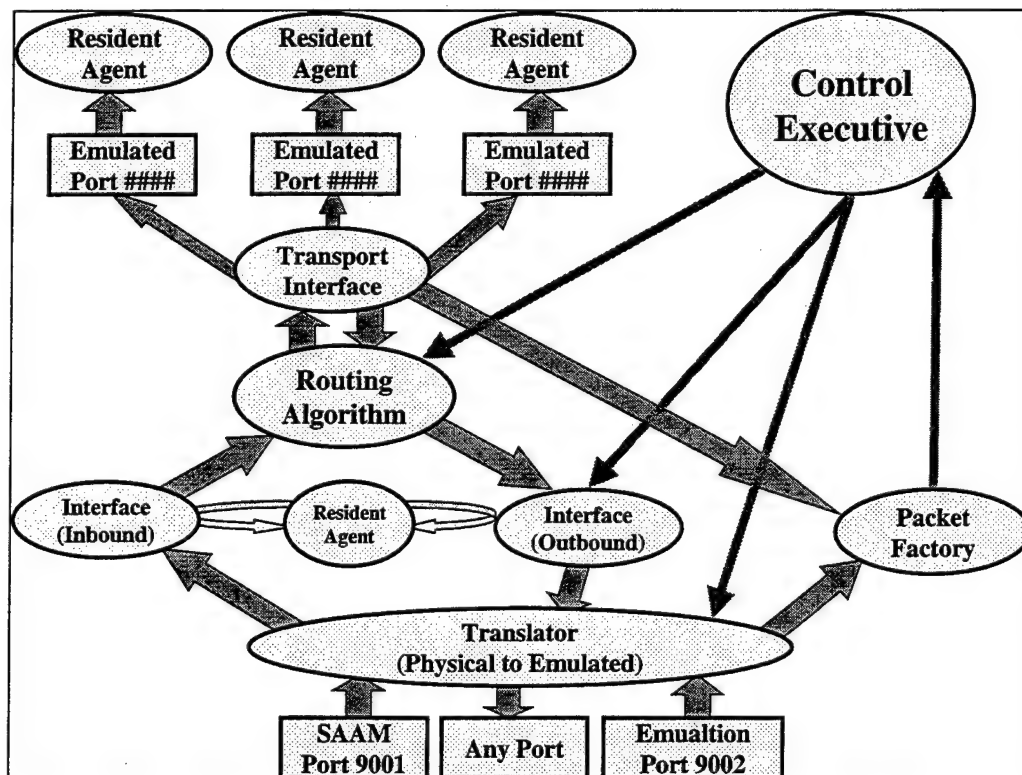 Resident
Agent
Resident
Agent
Resident
Agent
Control
Executive
Emulated
Port ####
Emulated
Port ####
Emulated
Port ####
Transport
Interface
Routing
Algorithm
Interface
(Inbound)
Resident
Agent
Interface
(Outbound)
Packet
Factory
Translator
(Physical to Emulated)
SAAM
Port 9001
Any Port
Emualtion
Port 9002